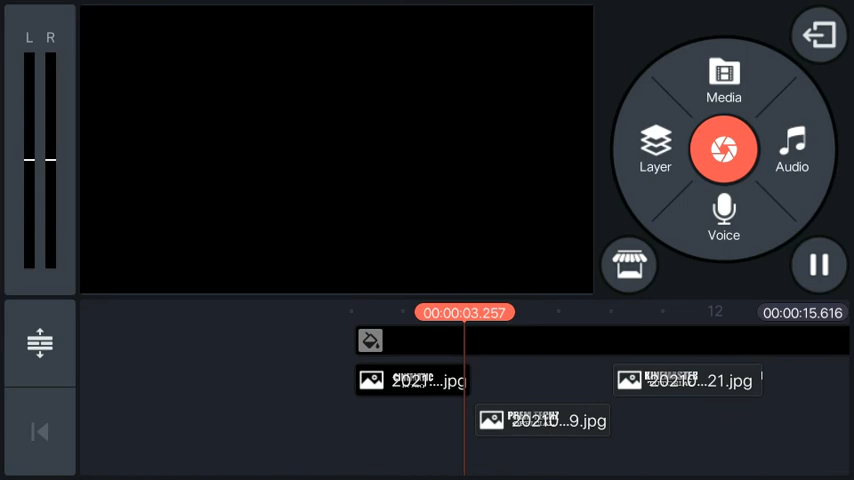 L R
Media
Layer
Audio
Voice
00:00:03.257
12
00:00:15.616
2021....jpg
20210...21.jpg
20210...9.jpg